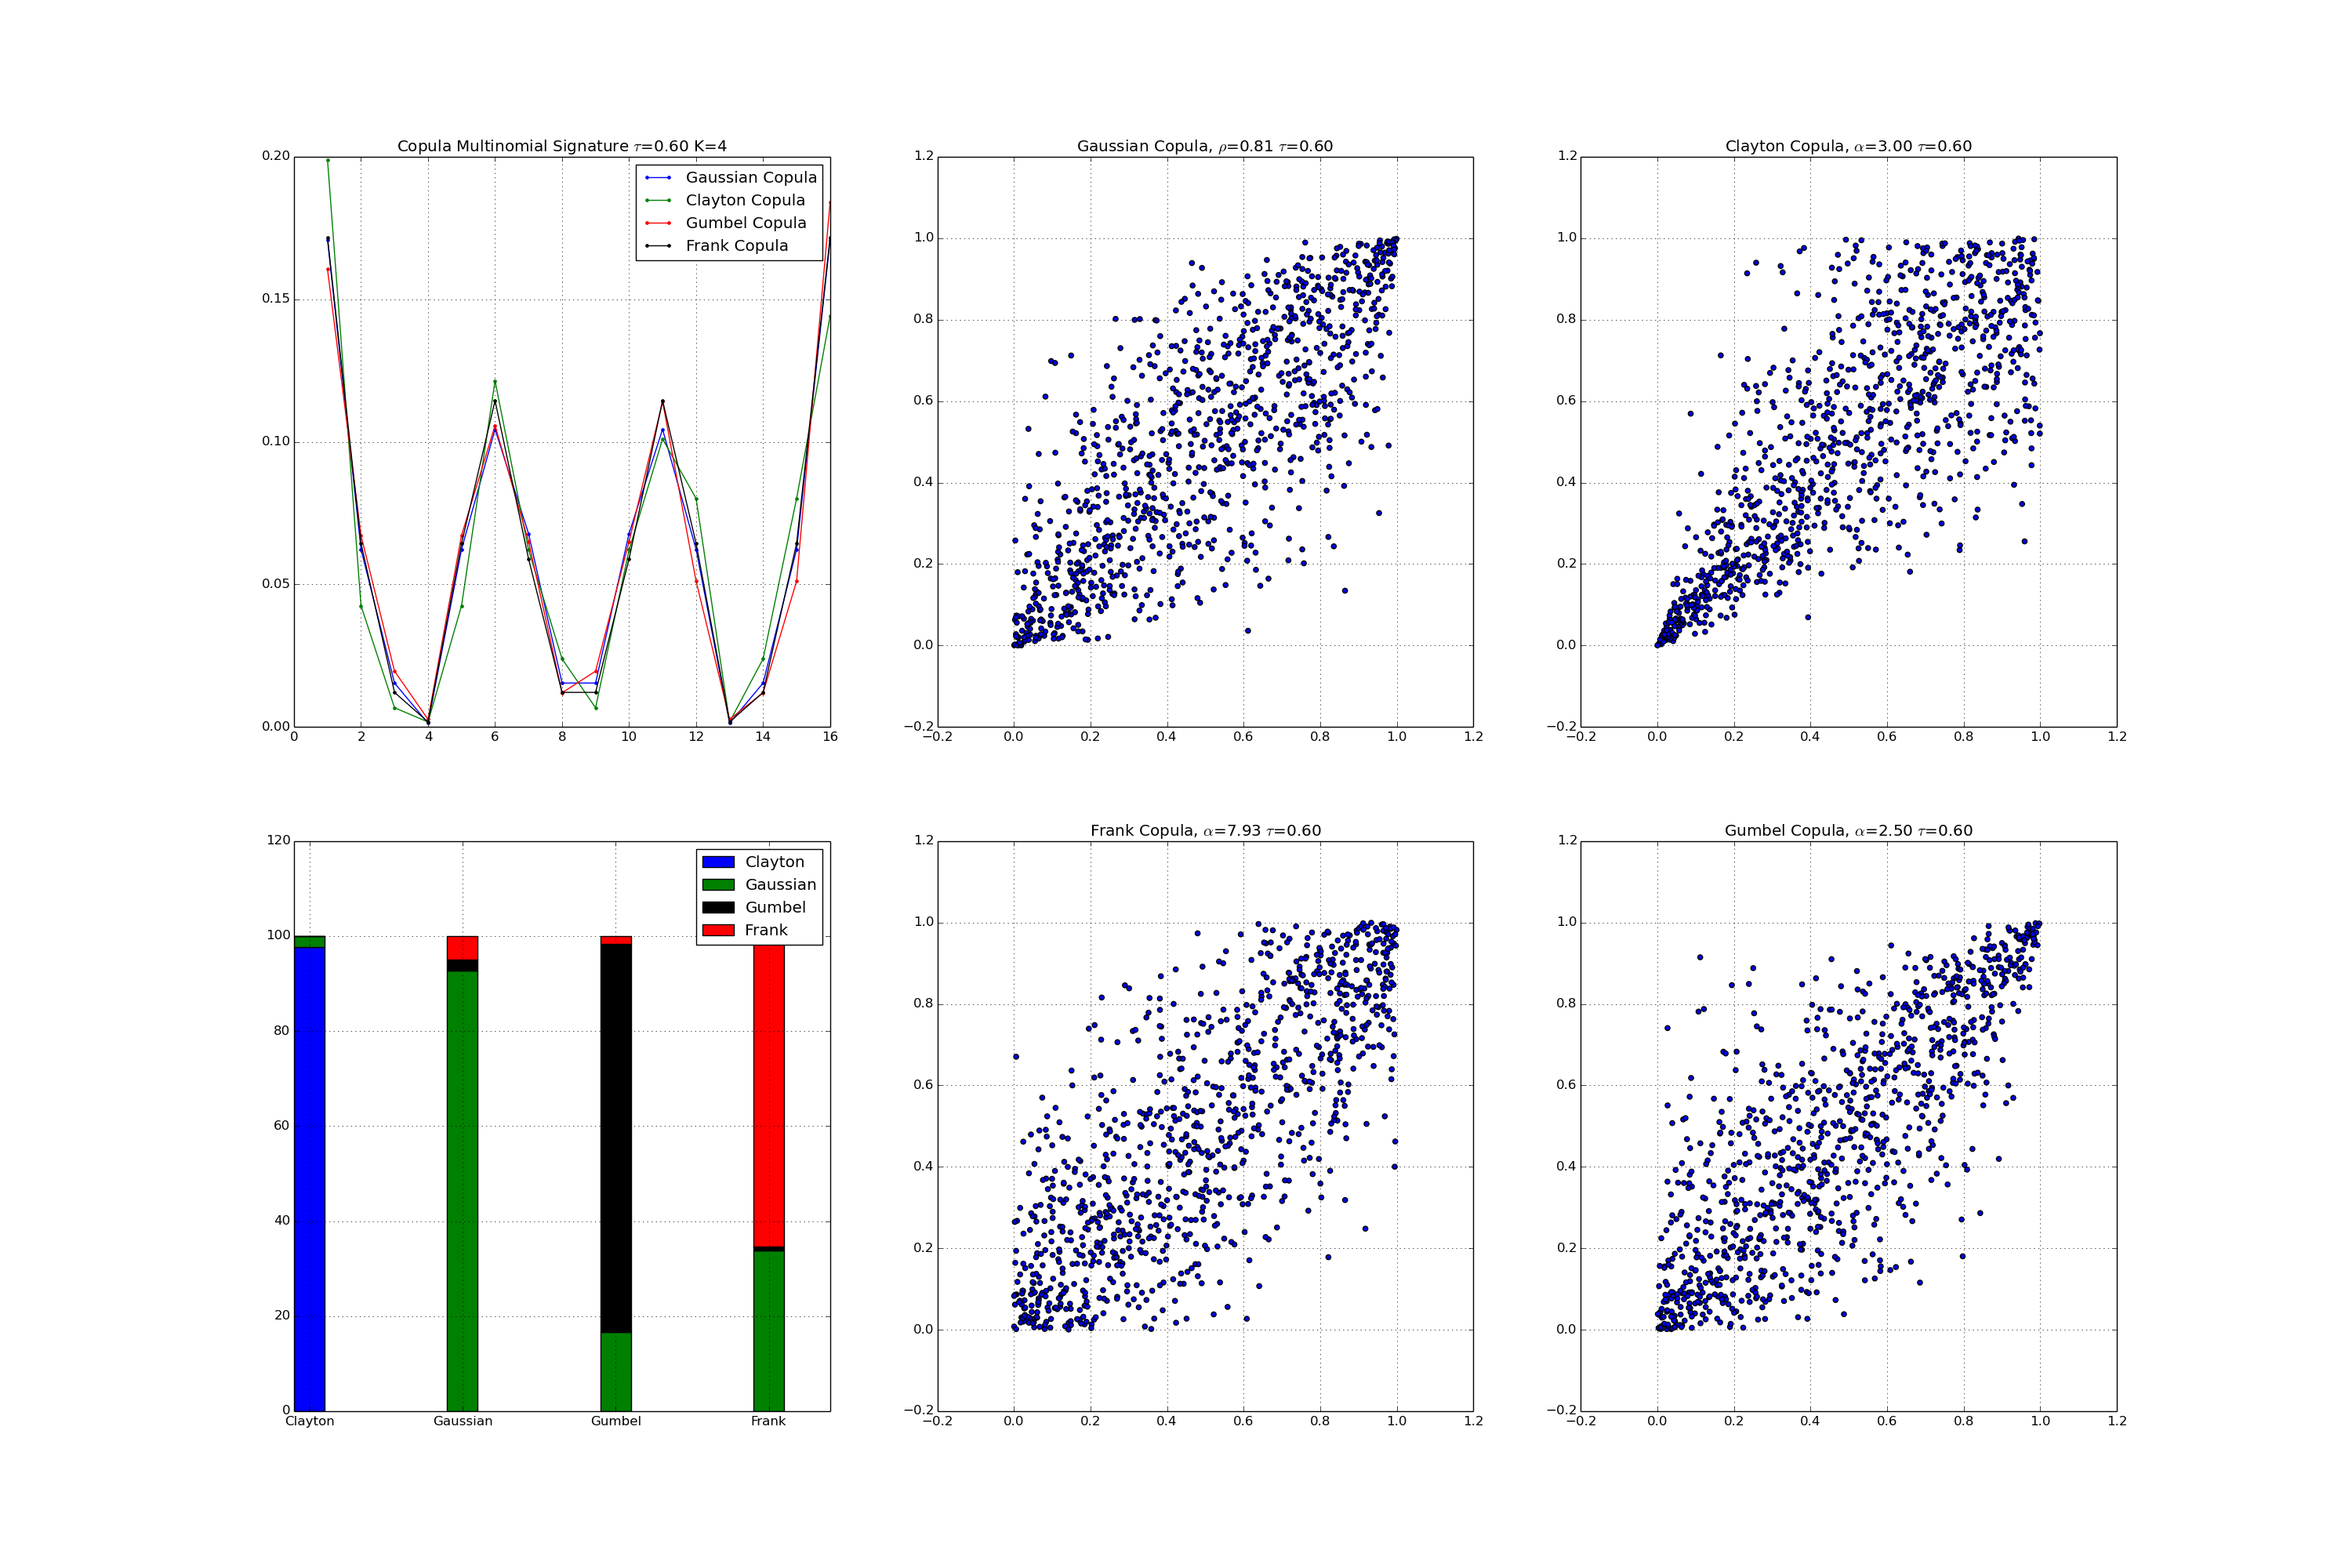 Copula Multinomial Signature τ=0.60 K=4
0.20
0.15
0.10
0.05
0.00
0 2 4 6 8 10 12 14 16
Gaussian Copula
Clayton Copula
Gumbel Copula
Frank Copula
Gaussian Copula, ρ=0.81 τ=0.60
1.2
1.0
0.8
0.6
0.4
0.2
0.0
−0.2
−0.2 0.0 0.2 0.4 0.6 0.8 1.0 1.2
Clayton Copula, α=3.00 τ=0.60
1.2
1.0
0.8
0.6
0.4
0.2
0.0
−0.2
−0.2 0.0 0.2 0.4 0.6 0.8 1.0 1.2
120
100
80
60
40
20
0
Clayton Gaussian Gumbel Frank
Clayton
Gaussian
Gumbel
Frank
Frank Copula, α=7.93 τ=0.60
1.2
1.0
0.8
0.6
0.4
0.2
0.0
−0.2
−0.2 0.0 0.2 0.4 0.6 0.8 1.0 1.2
Gumbel Copula, α=2.50 τ=0.60
1.2
1.0
0.8
0.6
0.4
0.2
0.0
−0.2
−0.2 0.0 0.2 0.4 0.6 0.8 1.0 1.2